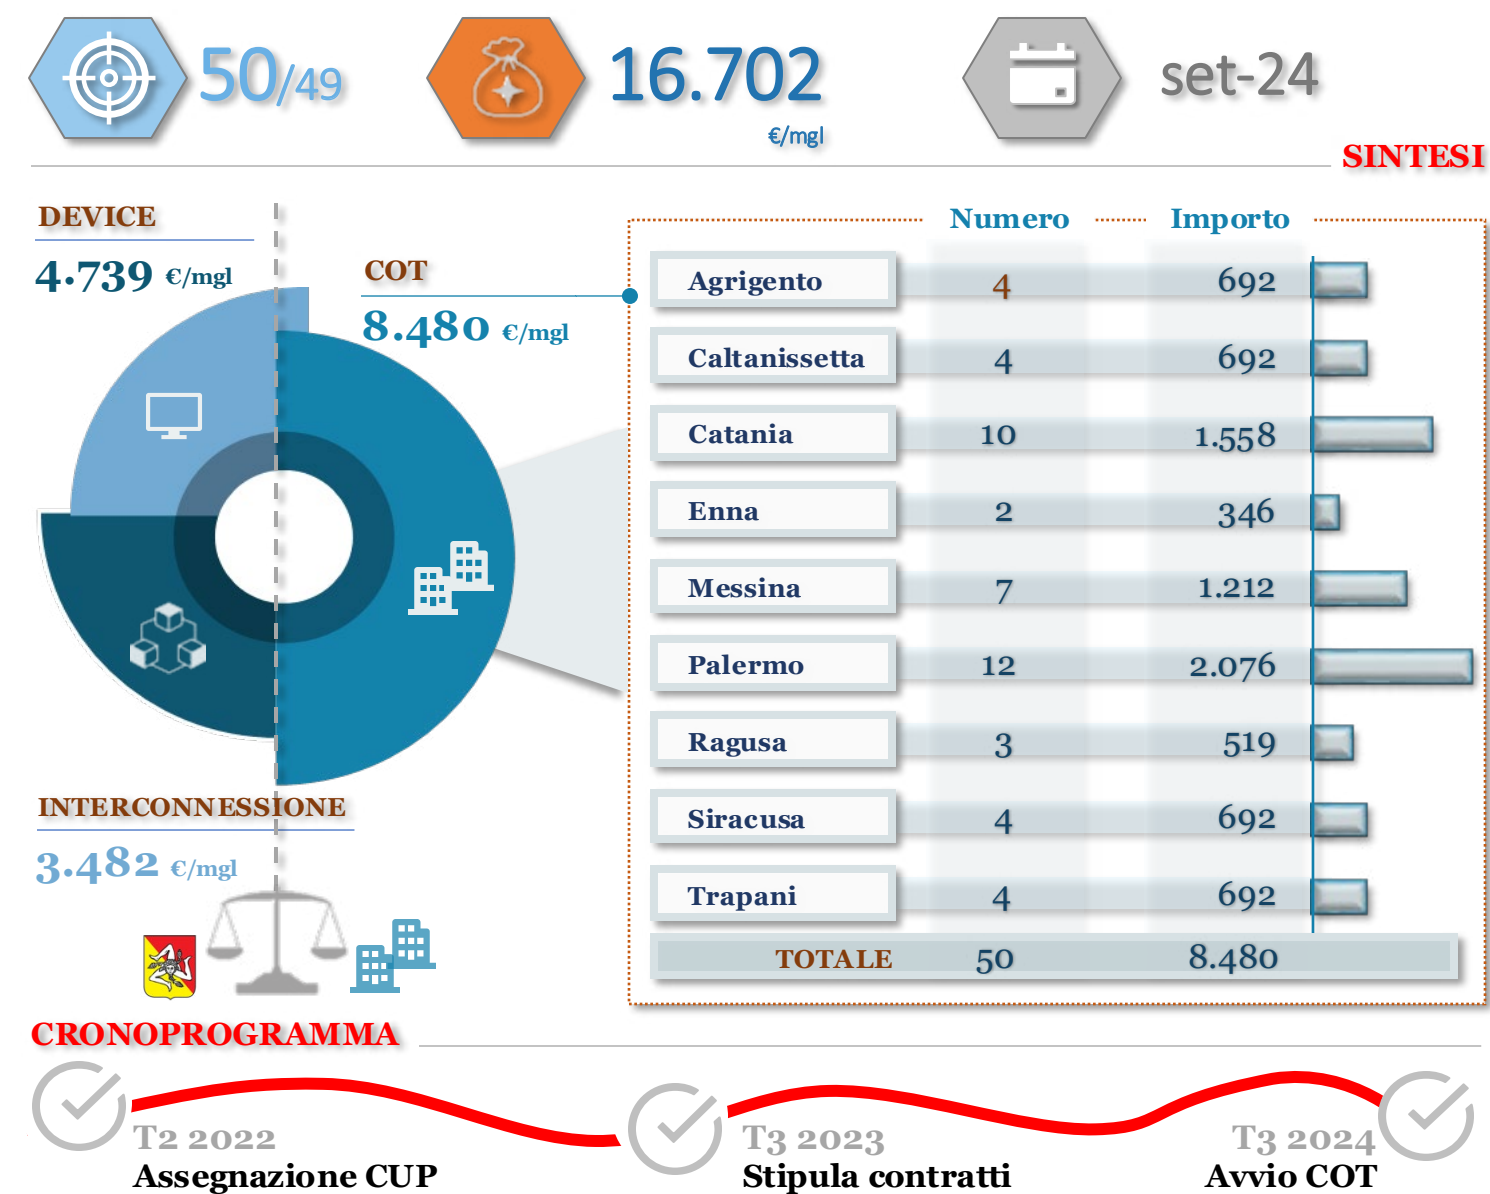 50/49
16.702
€/mgl
set-24
SINTESI
DEVICE
4.739 €/mgl
COT
8.480 €/mgl
INTERCONNESSIONE
3.482 €/mgl
Numero Importo
Agrigento 4 692
Caltanissetta 4 692
Catania 10 1.558
Enna 2 346
Messina 7 1.212
Palermo 12 2.076
Ragusa 3 519
Siracusa 4 692
Trapani 4 692
TOTALE 50 8.480
CRONOPROGRAMMA
T2 2022
Assegnazione CUP
T3 2023
Stipula contratti
T3 2024
Avvio COT